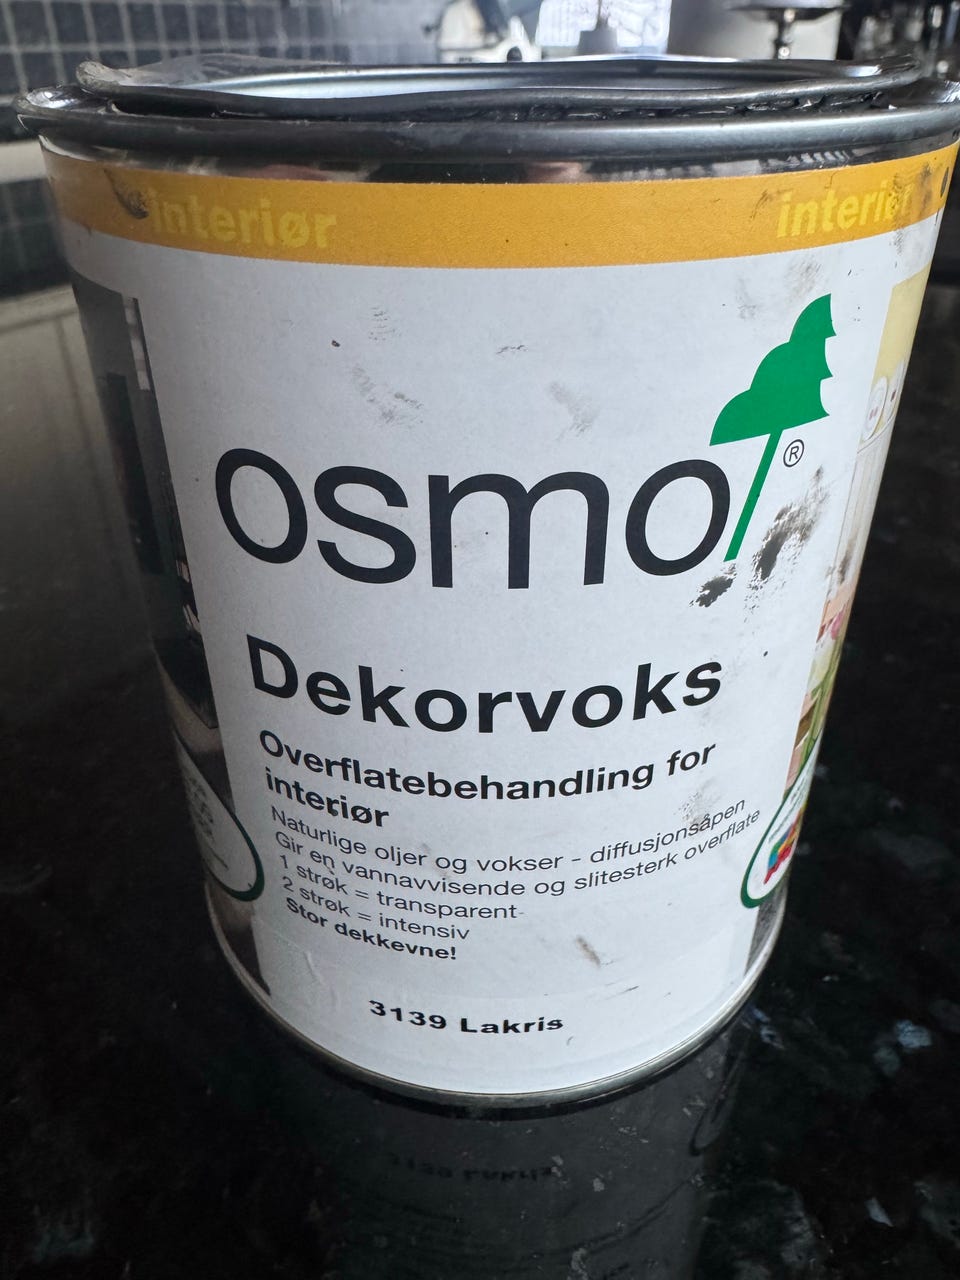 interiør interiør
osmo ®
Dekorvoks
Overflatebehandling for
interiør
Naturlige oljer og vokser - diffusjonsåpen
Gir en vannavvisende og slitesterk overflate
1 strøk = transparent
2 strøk = intensiv
Stor dekkevne!
3139 Lakris